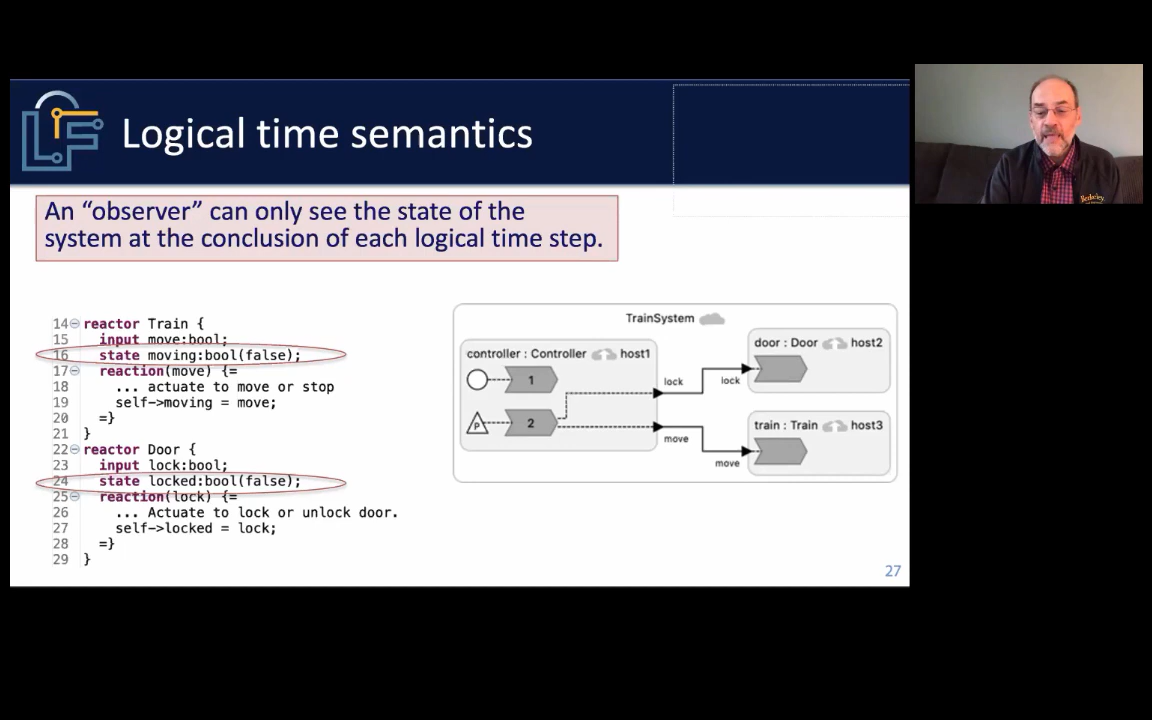 LF
Logical time semantics
An “observer” can only see the state of the
system at the conclusion of each logical time step.
14 reactor Train {
15 input move:bool;
16 state moving:bool(false);
17 reaction(move) {=
18 ... actuate to move or stop
19 self->moving = move;
20 =}
21 }
22 reactor Door {
23 input lock:bool;
24 state locked:bool(false);
25 reaction(lock) {=
26 ... Actuate to lock or unlock door.
27 self->locked = lock;
28 =}
29 }
TrainSystem
controller : Controller host1
1
P
2
lock
move
lock
move
door : Door host2
train : Train host3
27
Berkeley